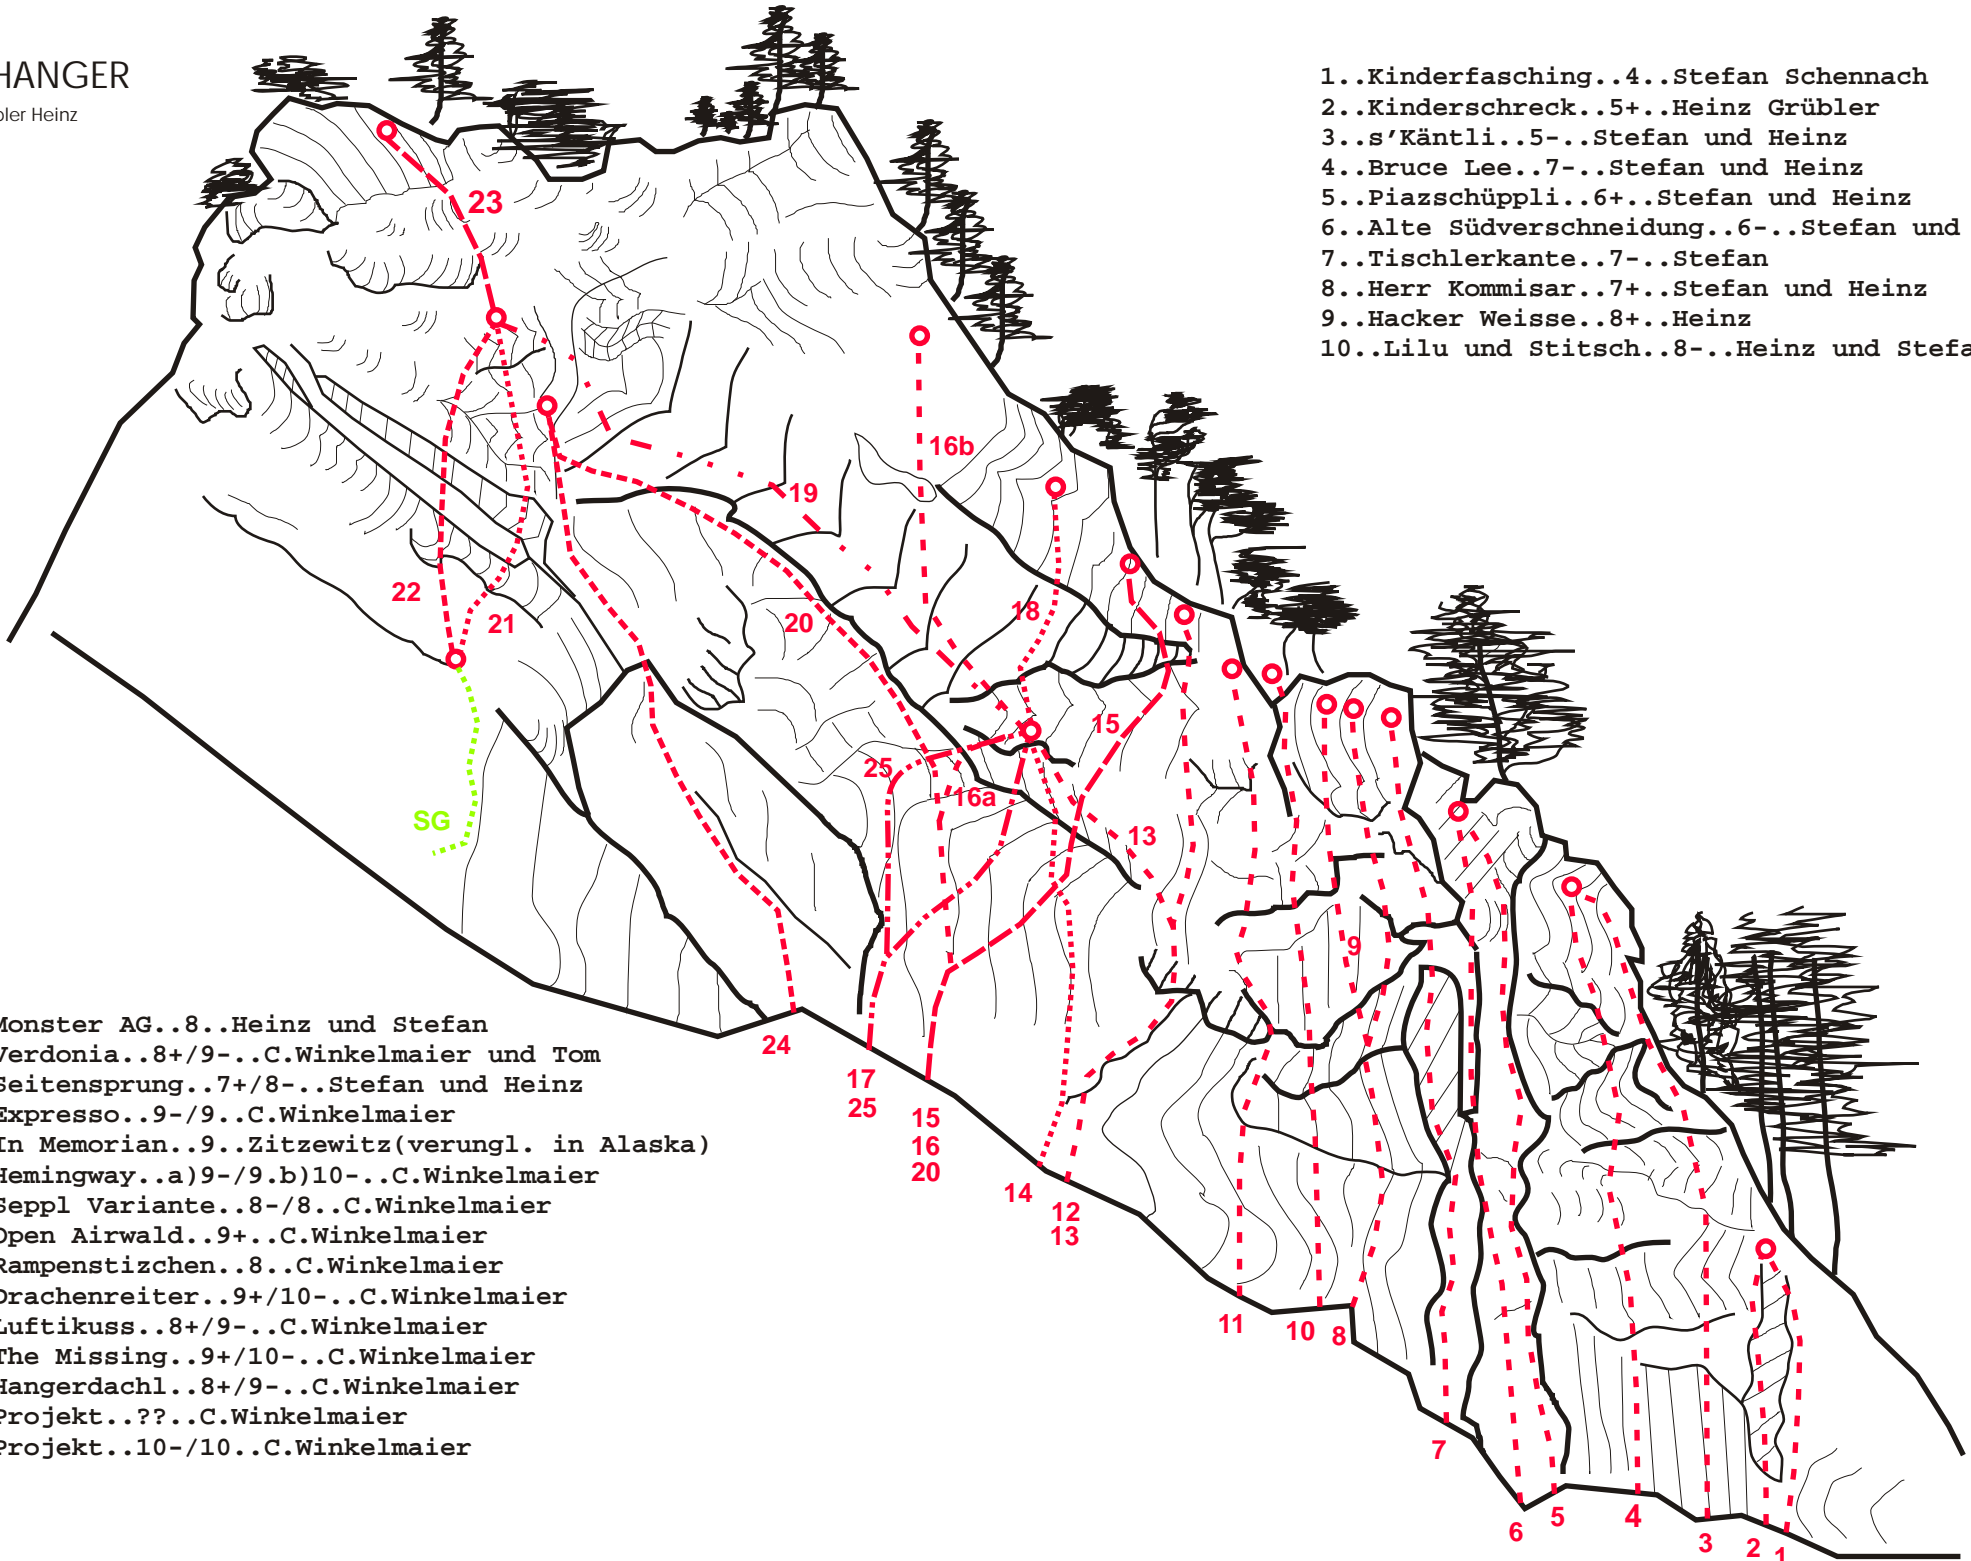 HANGER
bler Heinz
1..Kinderfasching..4..Stefan Schennach
2..Kinderschreck..5+..Heinz Grübler
3..s'Käntli..5-..Stefan und Heinz
4..Bruce Lee..7-..Stefan und Heinz
5..Piazschüppli..6+..Stefan und Heinz
6..Alte Südverschneidung..6-..Stefan und
7..Tischlerkante..7-..Stefan
8..Herr Kommisar..7+..Stefan und Heinz
9..Hacker Weisse..8+..Heinz
10..Lilu und Stitsch..8-..Heinz und Stefa
23
16b
19
22
21
20
18
15
25
16a
SG
13
9
Monster AG..8..Heinz und Stefan
Verdonia..8+/9-..C.Winkelmaier und Tom
Seitensprung..7+/8-..Stefan und Heinz
Expresso..9-/9..C.Winkelmaier
In Memorian..9..Zitzewitz(verungl. in Alaska)
Hemingway..a)9-/9.b)10-..C.Winkelmaier
Seppl Variante..8-/8..C.Winkelmaier
Open Airwald..9+..C.Winkelmaier
Rampenstizchen..8..C.Winkelmaier
Drachenreiter..9+/10-..C.Winkelmaier
Luftikuss..8+/9-..C.Winkelmaier
The Missing..9+/10-..C.Winkelmaier
Hangerdachl..8+/9-..C.Winkelmaier
Projekt..??..C.Winkelmaier
Projekt..10-/10..C.Winkelmaier
24
17
25
15
16
20
14
12
13
11
10
8
7
6
5
4
3
2
1